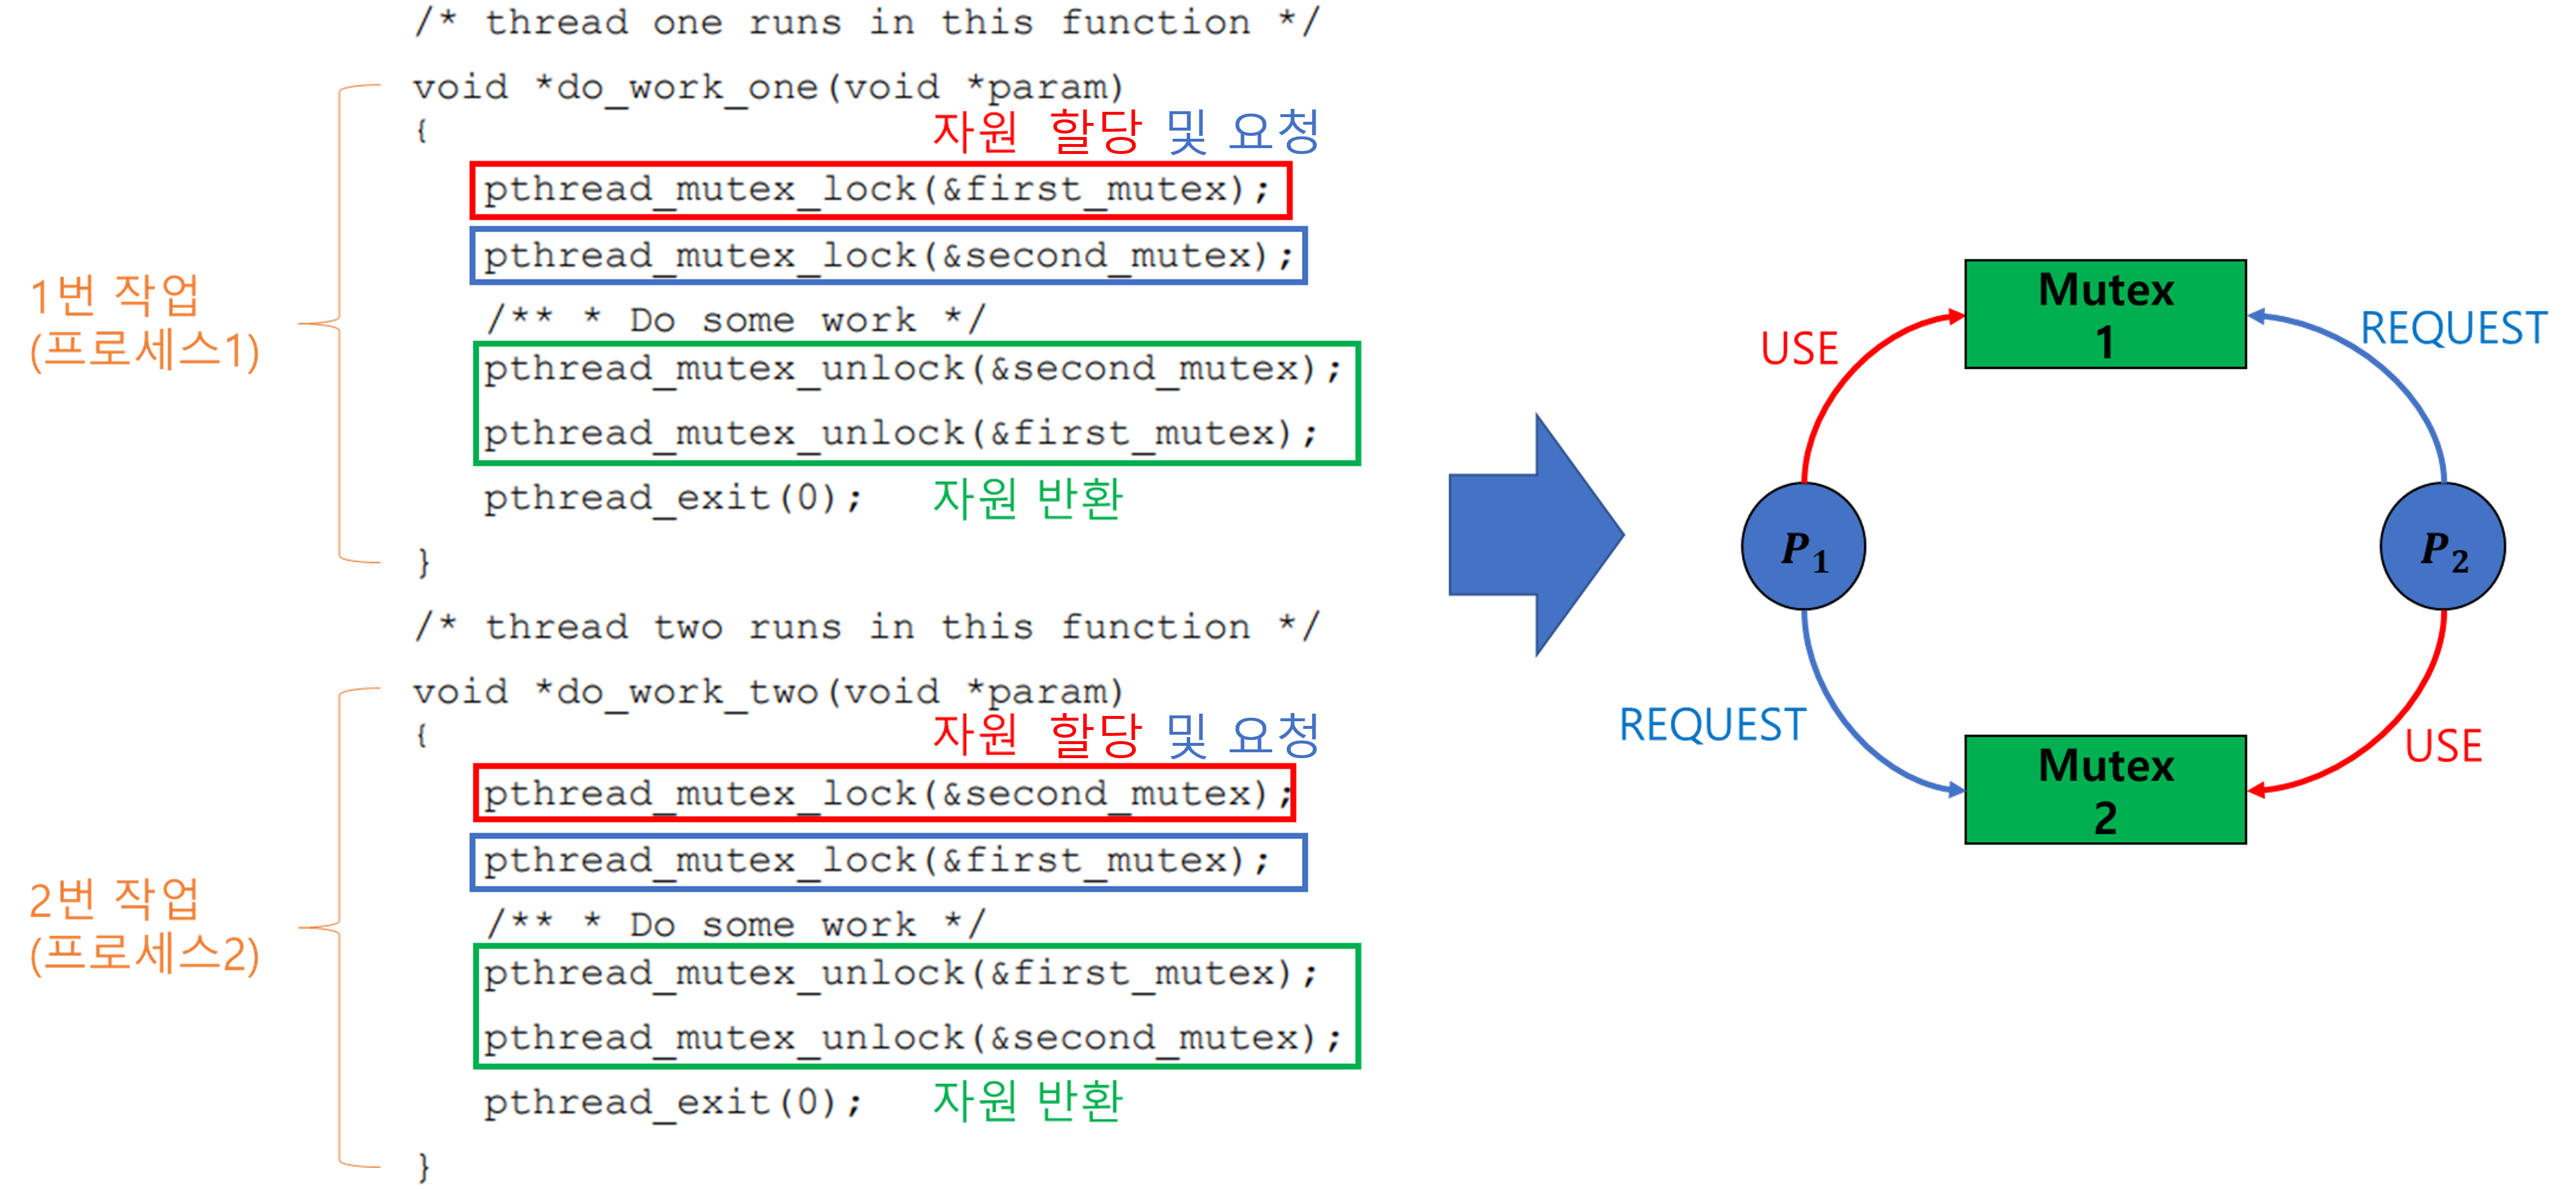 /* thread one runs in this function */
void *do_work_one(void *param)
{
자원 할당 및 요청
pthread_mutex_lock(&first_mutex);
pthread_mutex_lock(&second_mutex);
/** * Do some work */
pthread_mutex_unlock(&second_mutex);
pthread_mutex_unlock(&first_mutex);
pthread_exit(0);
자원 반환
}
1번 작업
(프로세스1)
/* thread two runs in this function */
void *do_work_two(void *param)
{
자원 할당 및 요청
pthread_mutex_lock(&second_mutex);
pthread_mutex_lock(&first_mutex);
/** * Do some work */
pthread_mutex_unlock(&first_mutex);
pthread_mutex_unlock(&second_mutex);
pthread_exit(0);
자원 반환
}
2번 작업
(프로세스2)
Mutex
1
USE
REQUEST
P1
P2
REQUEST
USE
Mutex
2